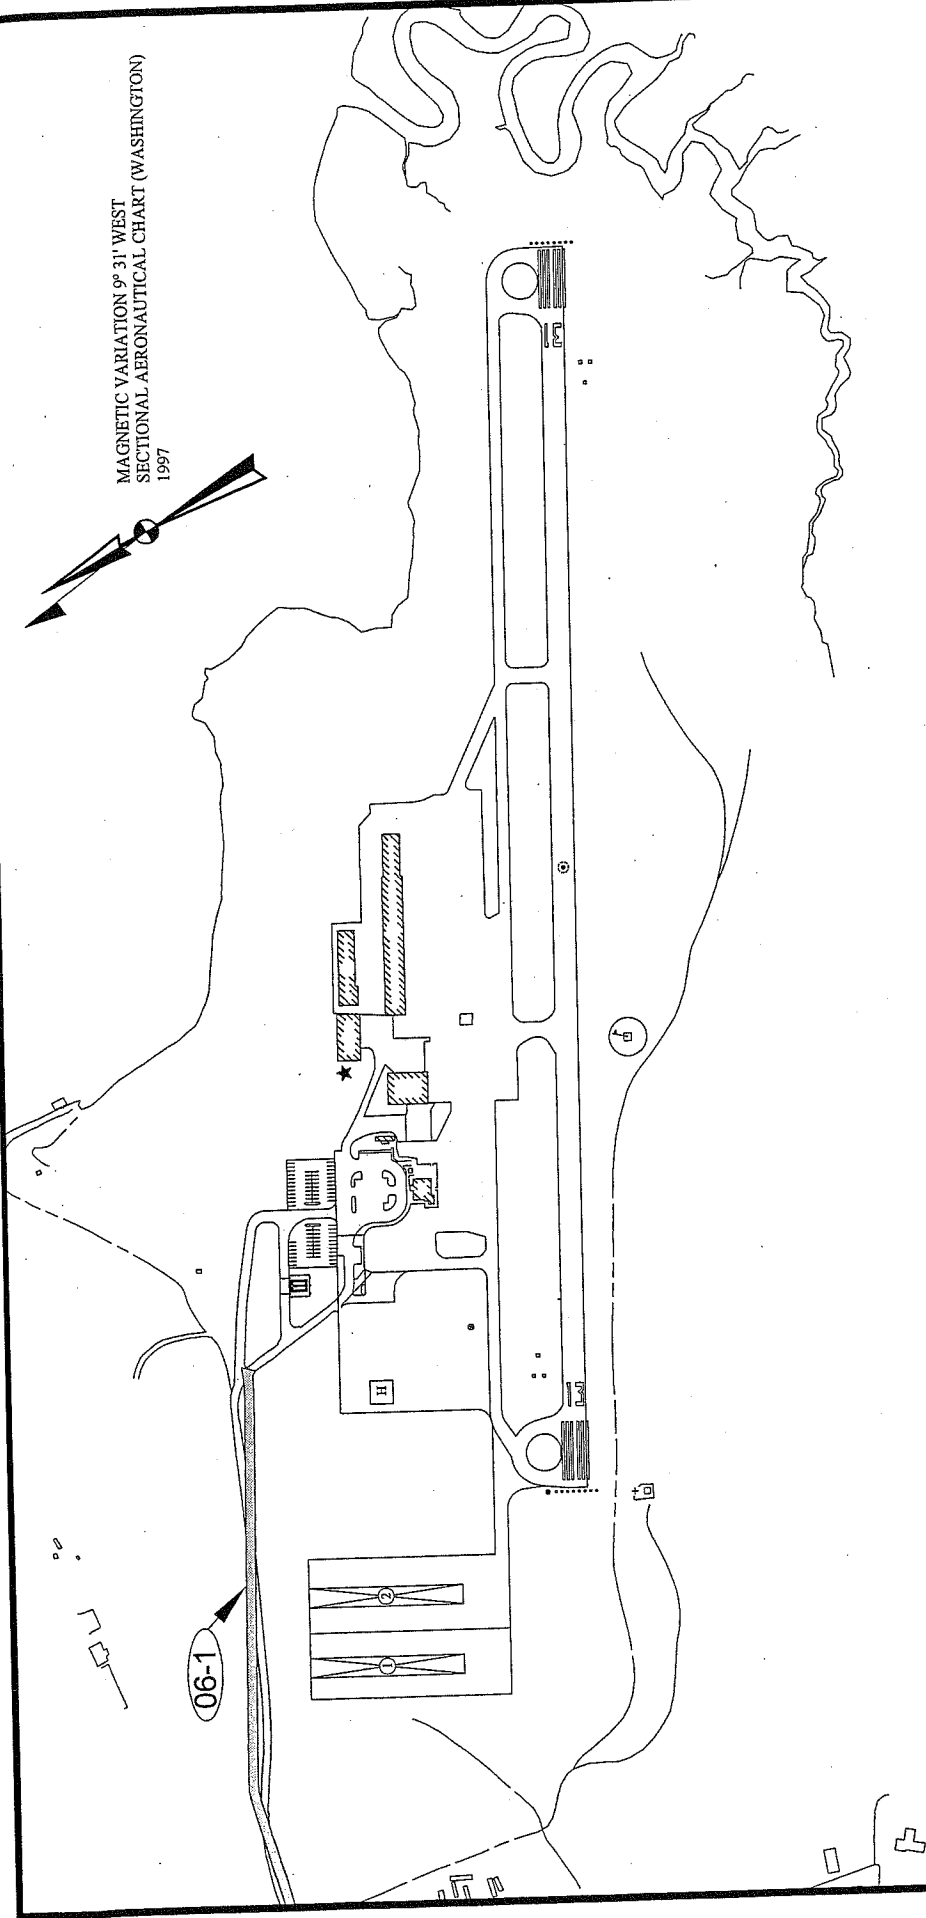 MAGNETIC VARIATION 9° 31' WEST
SECTIONAL AERONAUTICAL CHART (WASHINGTON)
1997
06-1
H
2
1